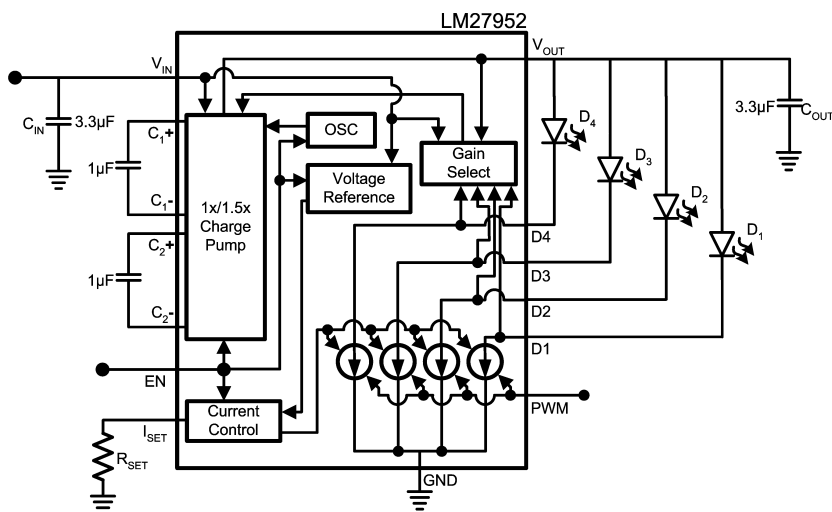 LM27952
V_IN
V_OUT
C_IN
3.3µF
C1+
1µF
C1-
C2+
1µF
C2-
1x/1.5x
Charge
Pump
OSC
Voltage
Reference
Gain
Select
D4
D3
D2
D1
3.3µF
C_OUT
D4
D3
D2
D1
EN
PWM
I_SET
Current
Control
R_SET
GND